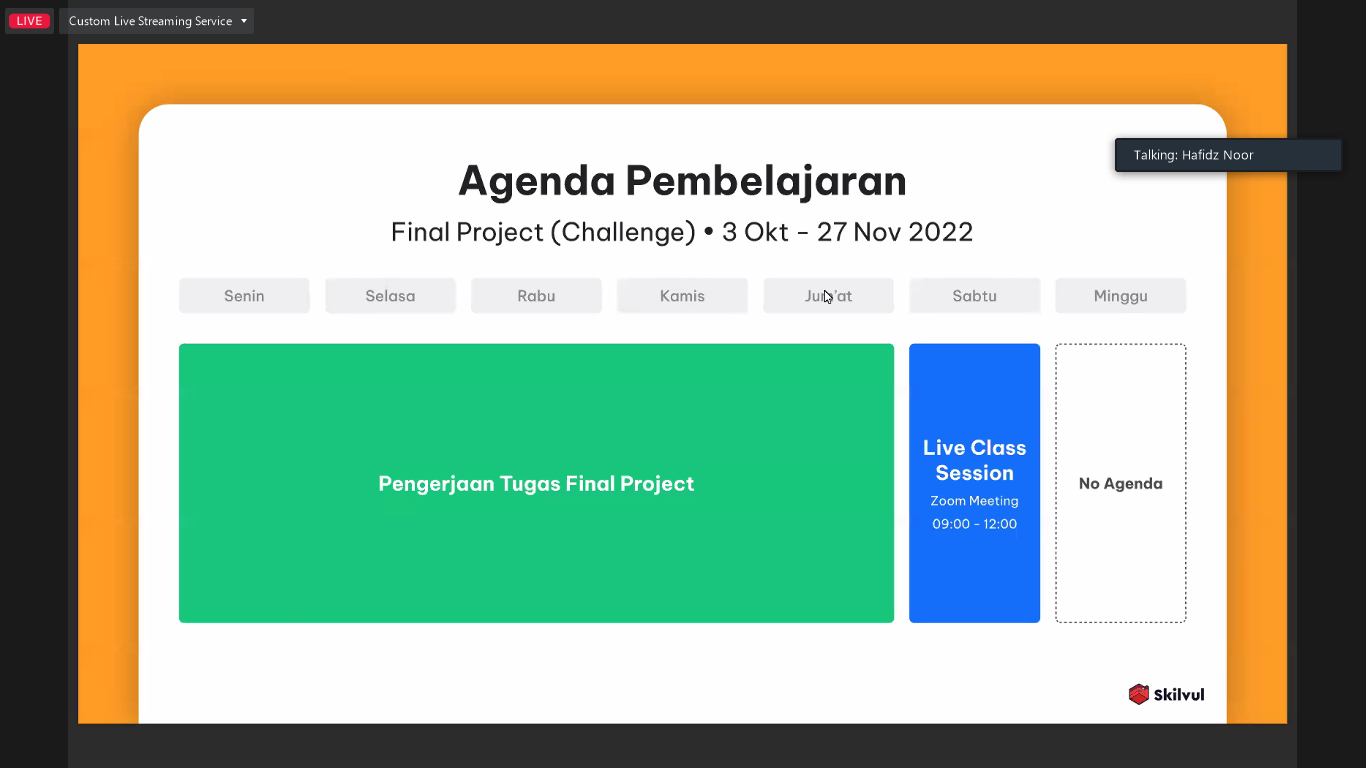 LIVE
Custom Live Streaming Service
Talking: Hafidz Noor
Agenda Pembelajaran
Final Project (Challenge) • 3 Okt - 27 Nov 2022
Senin
Selasa
Rabu
Kamis
Jum'at
Sabtu
Minggu
Pengerjaan Tugas Final Project
Live Class
Session
Zoom Meeting
09:00 - 12:00
No Agenda
Skilvul